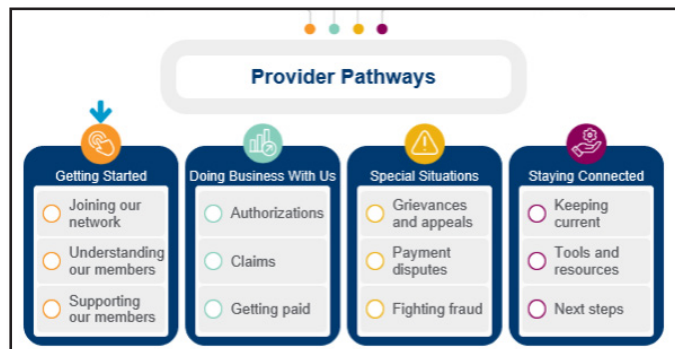 Provider Pathways
Getting Started
Joining our
network
Understanding
our members
Supporting
our members
Doing Business With Us
Authorizations
Claims
Getting paid
Special Situations
Grievances
and appeals
Payment
disputes
Fighting fraud
Staying Connected
Keeping
current
Tools and
resources
Next steps